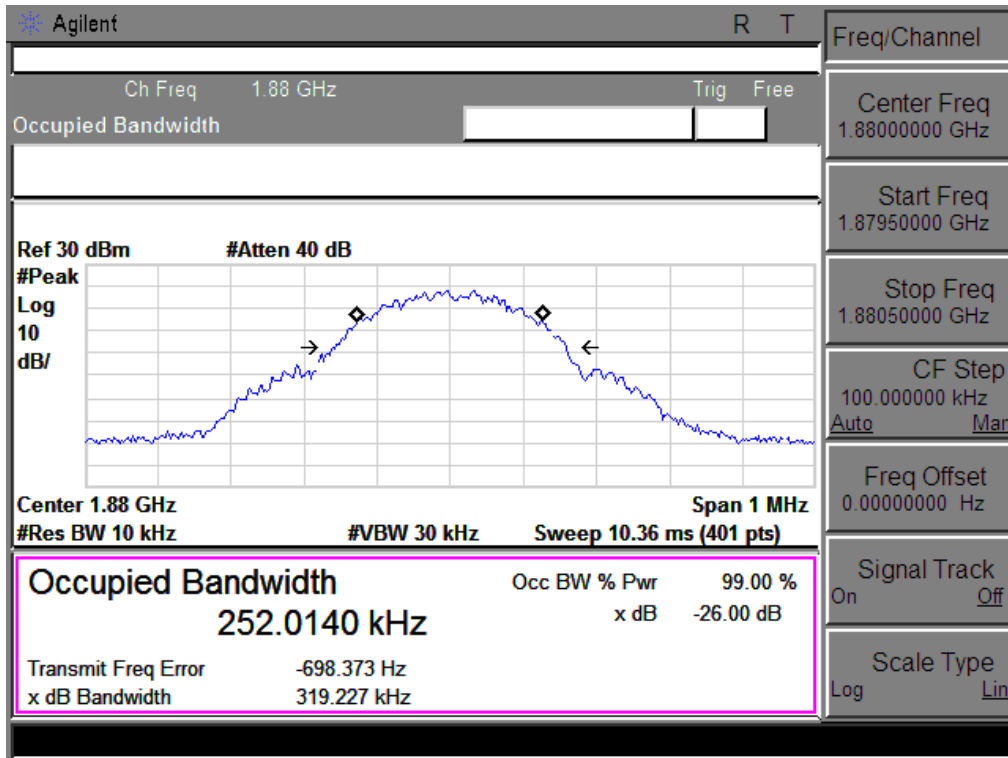 Agilent R T
Ch Freq 1.88 GHz Trig Free
Occupied Bandwidth
Ref 30 dBm #Atten 40 dB
#Peak
Log
10
dB/
Center 1.88 GHz Span 1 MHz
#Res BW 10 kHz #VBW 30 kHz Sweep 10.36 ms (401 pts)
Occupied Bandwidth
252.0140 kHz
Occ BW % Pwr 99.00 %
x dB -26.00 dB
Transmit Freq Error -698.373 Hz
x dB Bandwidth 319.227 kHz
Freq/Channel
Center Freq
1.88000000 GHz
Start Freq
1.87950000 GHz
Stop Freq
1.88050000 GHz
CF Step
100.000000 kHz
Auto Man
Freq Offset
0.00000000 Hz
Signal Track
On Off
Scale Type
Log Lin